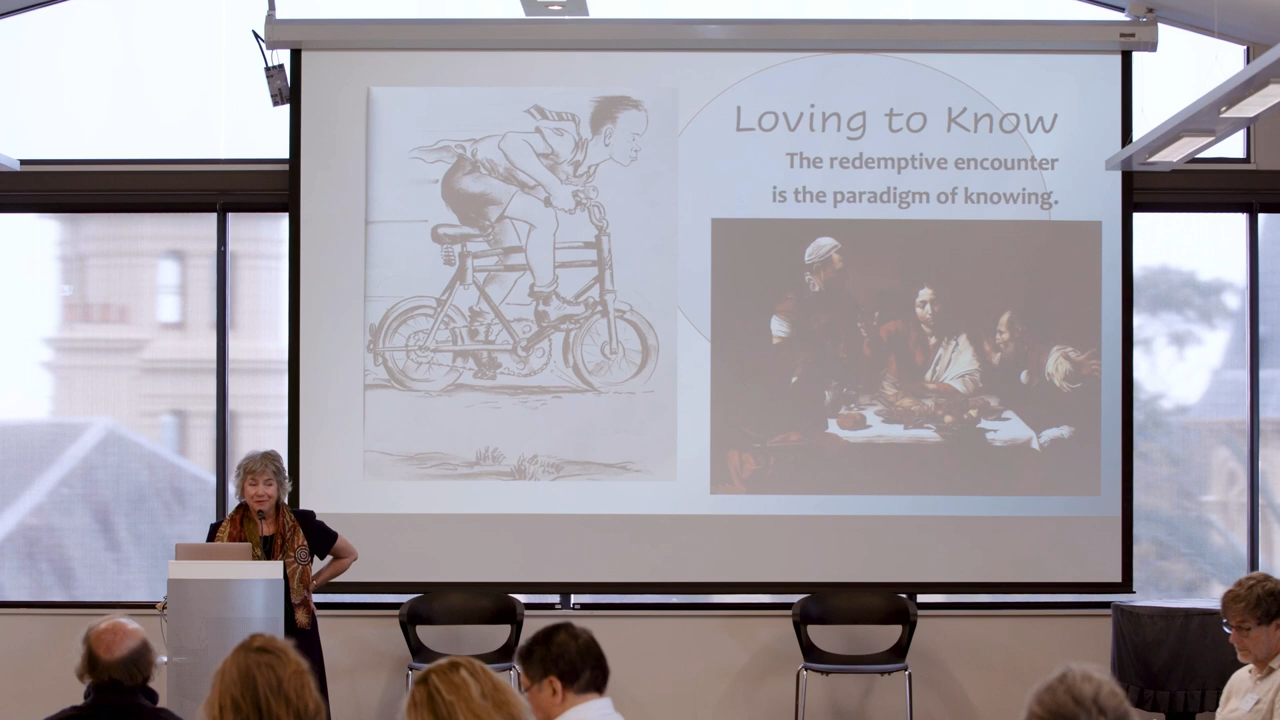 Loving to Know
The redemptive encounter
is the paradigm of knowing.